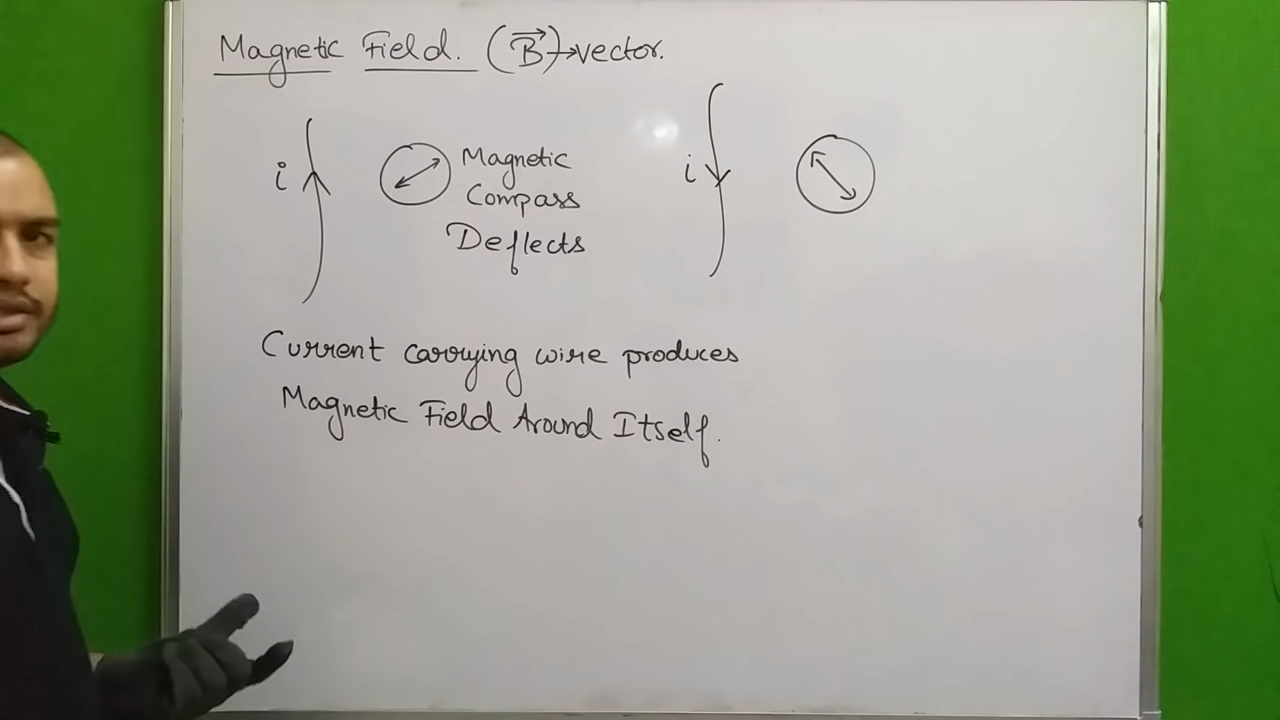 Magnetic Field. (B⃗)→vector.
i
Magnetic
Compass
Deflects
i
Current carrying wire produces
Magnetic Field Around Itself.